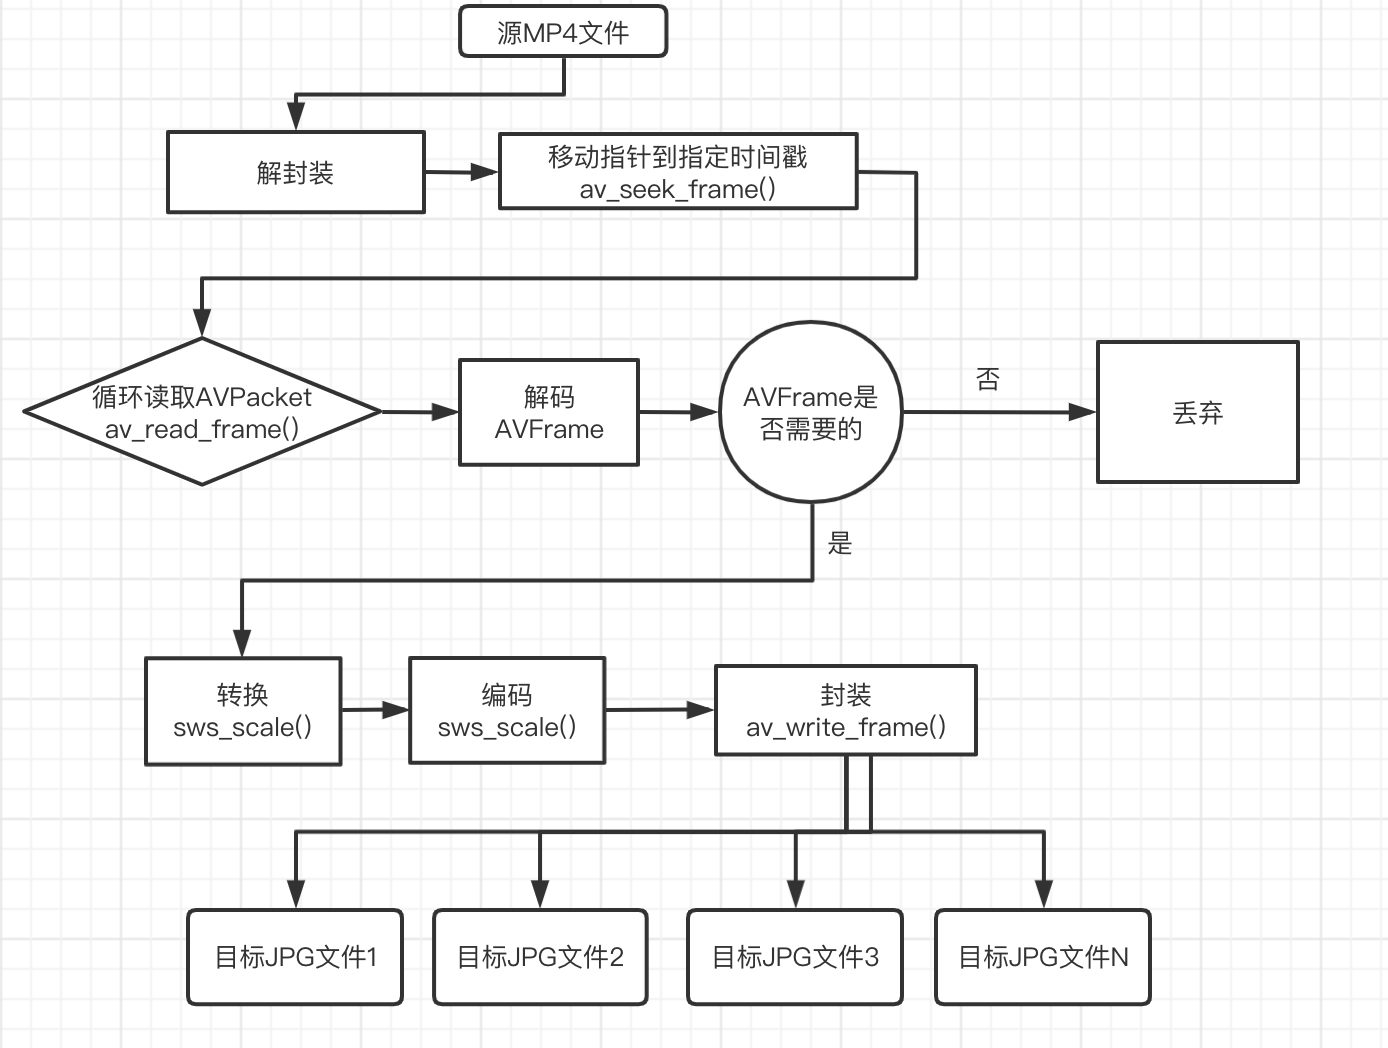 源MP4文件
解封装
移动指针到指定时间戳
av_seek_frame()
循环读取AVPacket
av_read_frame()
解码
AVFrame
AVFrame是
否需要的
否
丢弃
是
转换
sws_scale()
编码
sws_scale()
封装
av_write_frame()
目标JPG文件1
目标JPG文件2
目标JPG文件3
目标JPG文件N